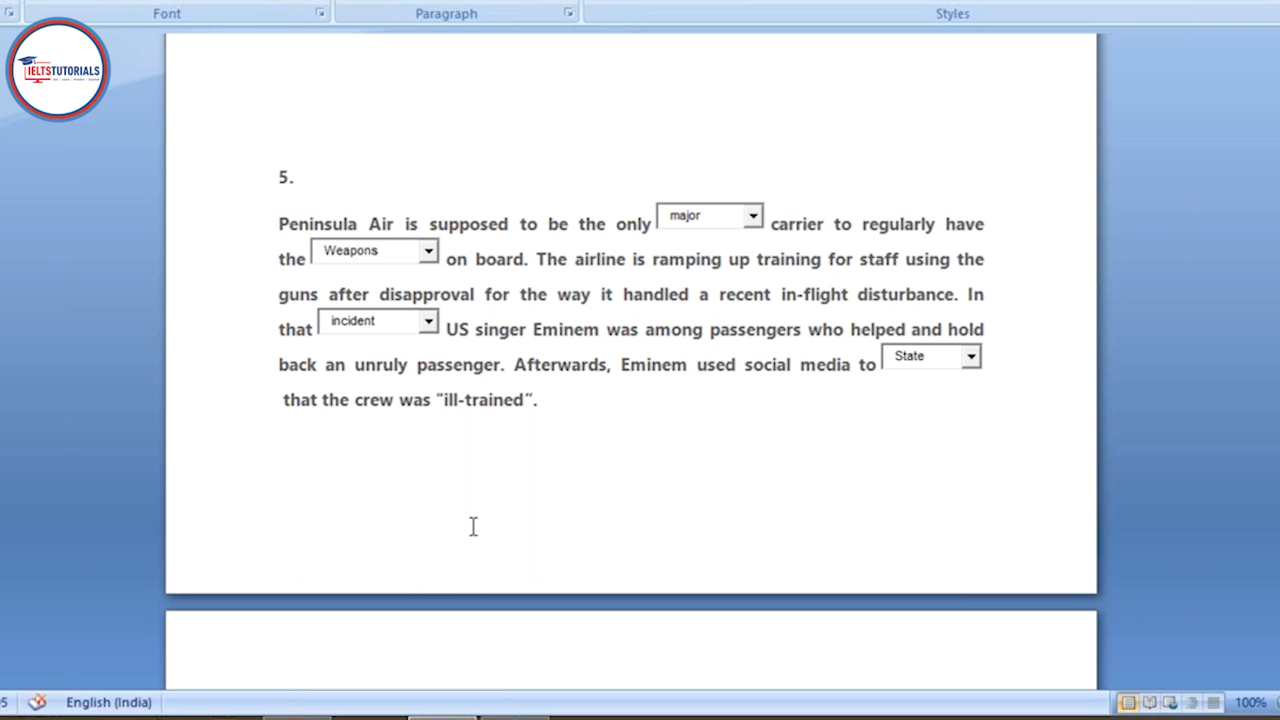 Font Paragraph Styles
IELTSTUTORIALS
5.
Peninsula Air is supposed to be the only major carrier to regularly have
the Weapons on board. The airline is ramping up training for staff using the
guns after disapproval for the way it handled a recent in-flight disturbance. In
that incident US singer Eminem was among passengers who helped and hold
back an unruly passenger. Afterwards, Eminem used social media to State
that the crew was "ill-trained".
5 English (India) 100%